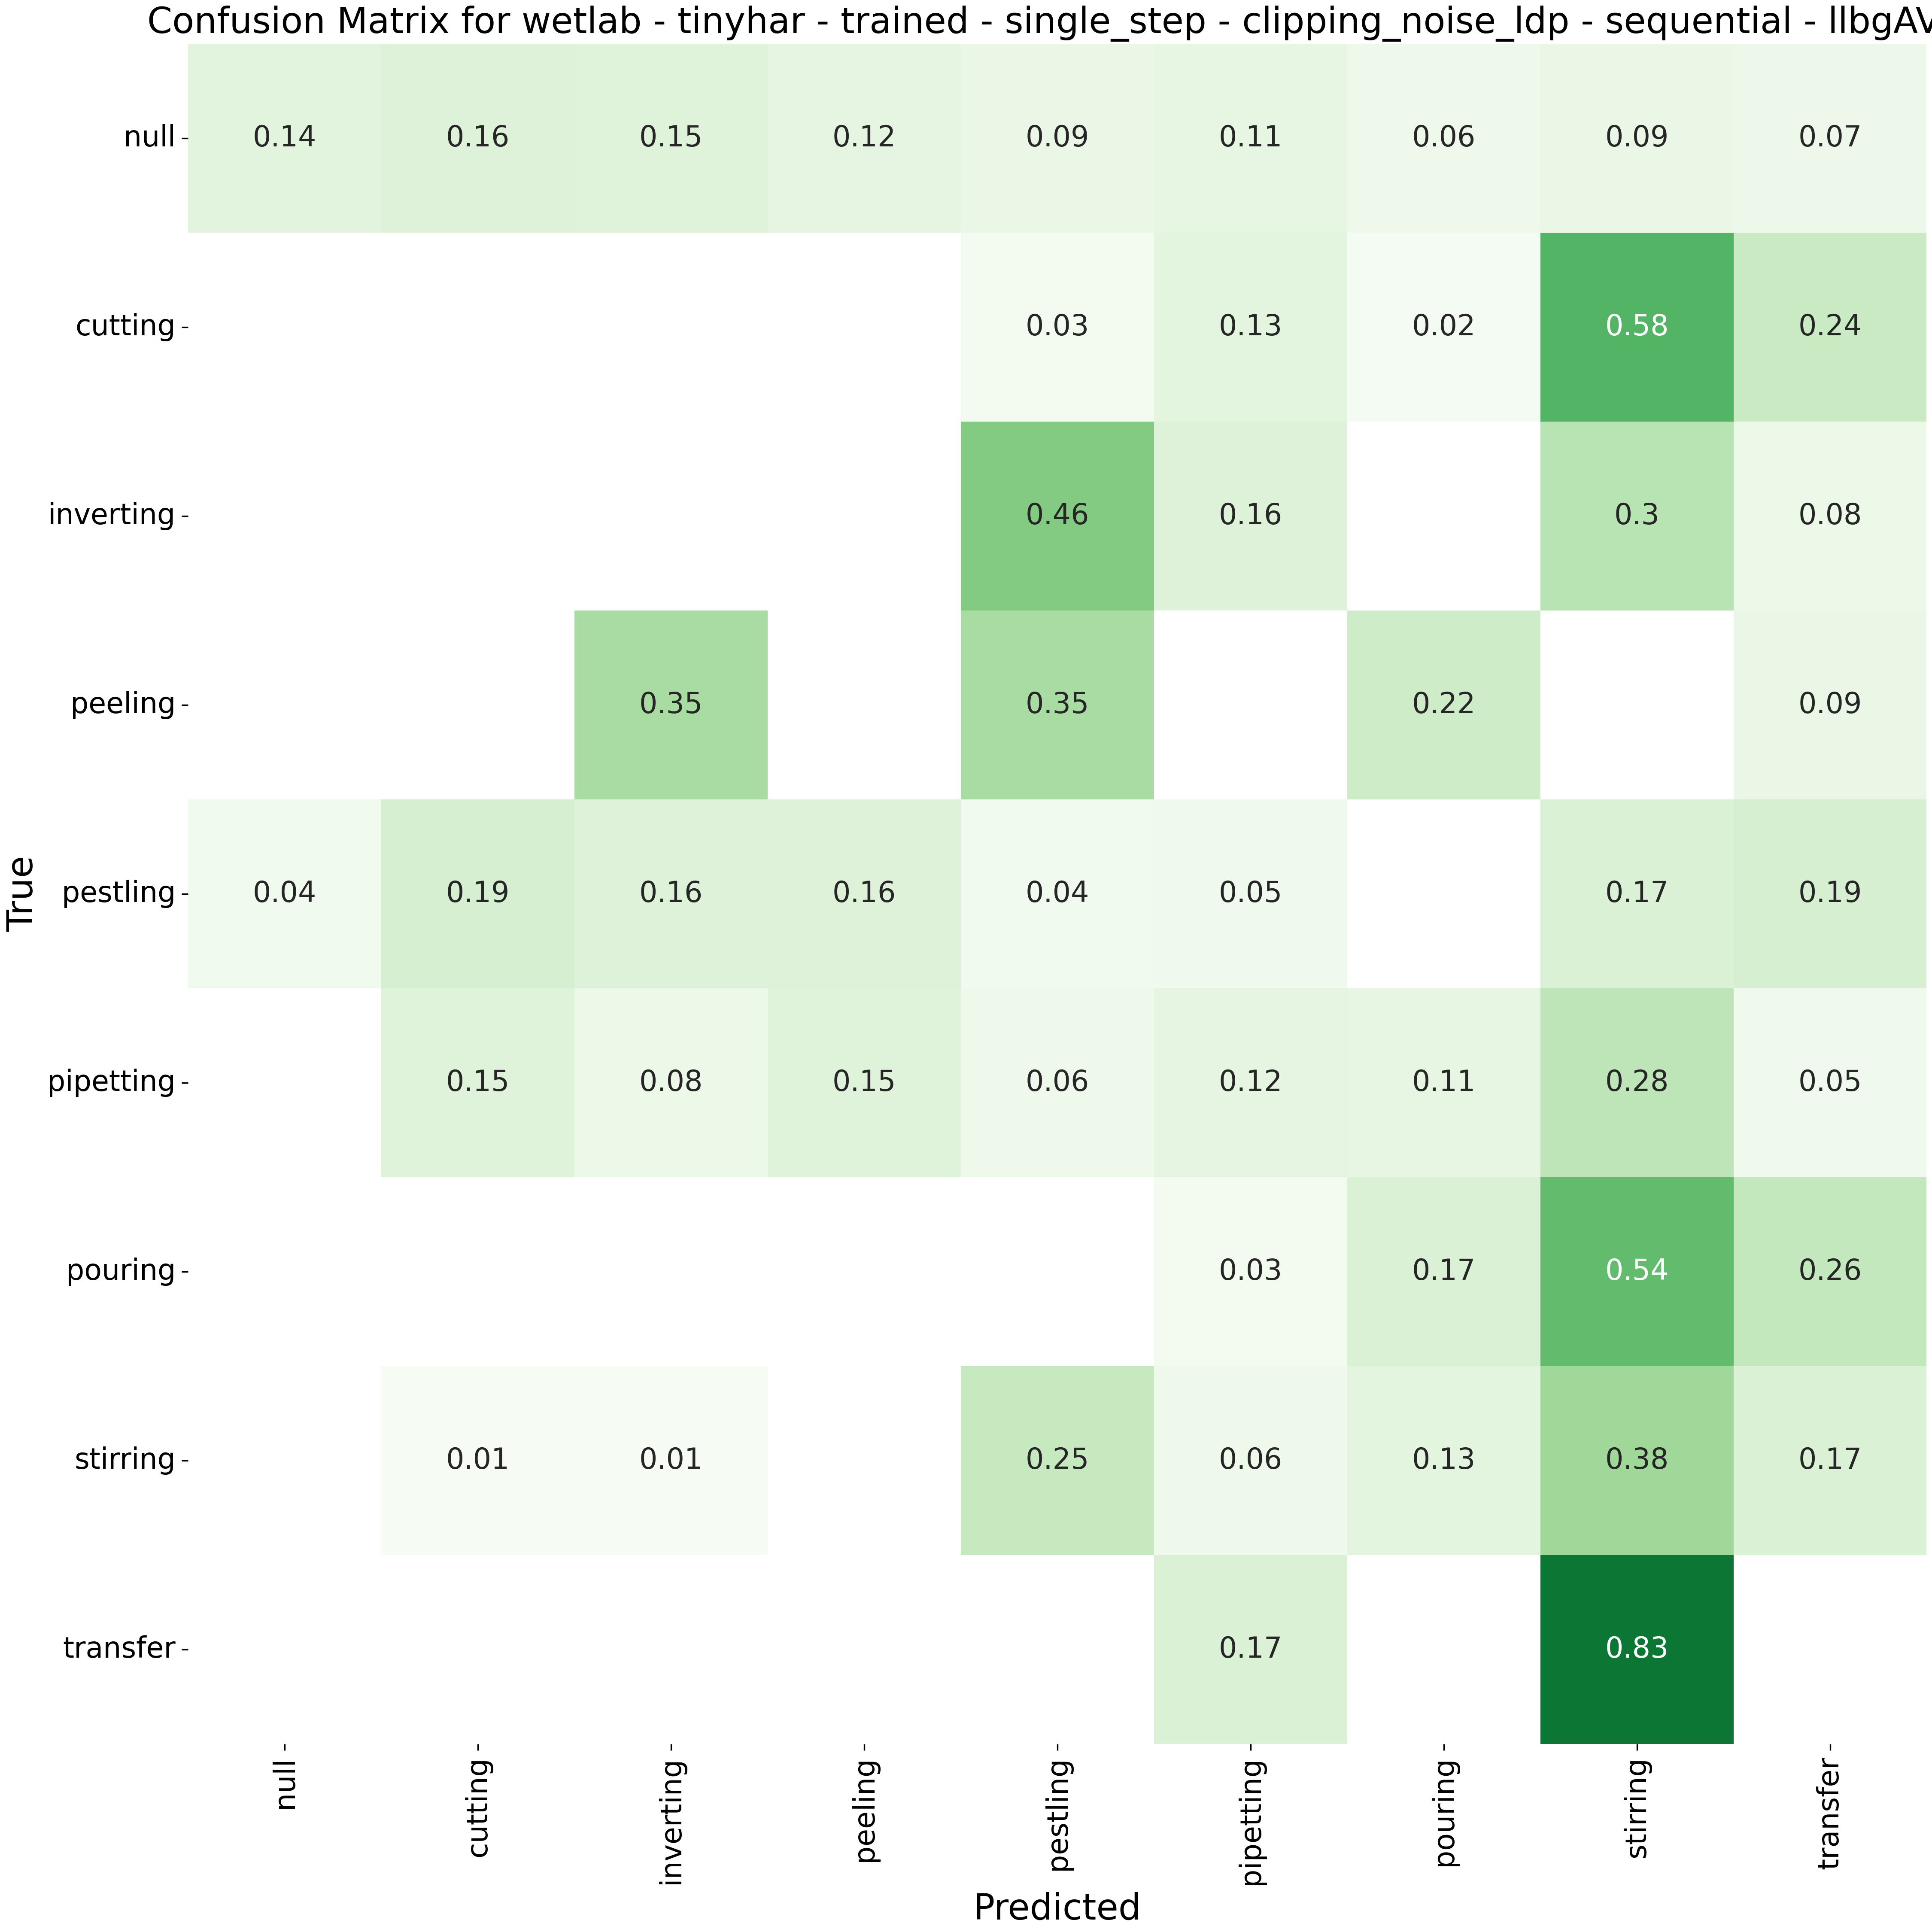 Confusion Matrix for wetlab - tinyhar - trained - single_step - clipping_noise_ldp - sequential - llbgAV
null 0.14 0.16 0.15 0.12 0.09 0.11 0.06 0.09 0.07
cutting 0.03 0.13 0.02 0.58 0.24
inverting 0.46 0.16 0.3 0.08
peeling 0.35 0.35 0.22 0.09
pestling 0.04 0.19 0.16 0.16 0.04 0.05 0.17 0.19
pipetting 0.15 0.08 0.15 0.06 0.12 0.11 0.28 0.05
pouring 0.03 0.17 0.54 0.26
stirring 0.01 0.01 0.25 0.06 0.13 0.38 0.17
transfer 0.17 0.83
True
null cutting inverting peeling pestling pipetting pouring stirring transfer
Predicted